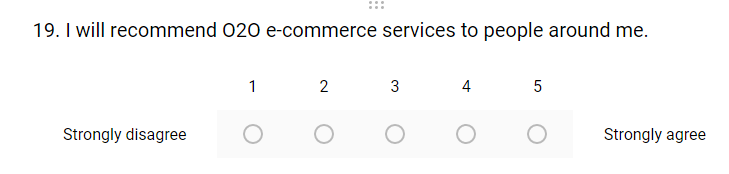 19. I will recommend O2O e-commerce services to people around me.
1 2 3 4 5
Strongly disagree Strongly agree